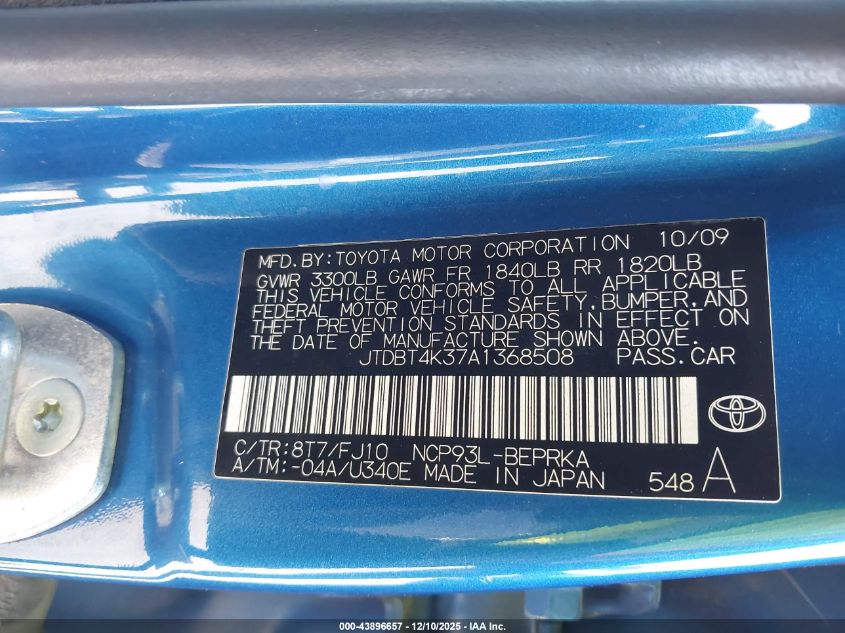 MFD.BY:TOYOTA MOTOR CORPORATION 10/09
GVWR 3300LB GAWR FR 1840LB RR 1820LB
THIS VEHICLE CONFORMS TO ALL APPLICABLE
FEDERAL MOTOR VEHICLE SAFETY,BUMPER,AND
THEFT PREVENTION STANDARDS IN EFFECT ON
THE DATE OF MANUFACTURE SHOWN ABOVE.
JTDBT4K37A1368508 PASS.CAR
C/TR:8T7/FJ10 NCP93L-BEPRKA
A/TM:-04A/U340E MADE IN JAPAN 548 A
000-43896657 - 12/10/2025 - IAA Inc.